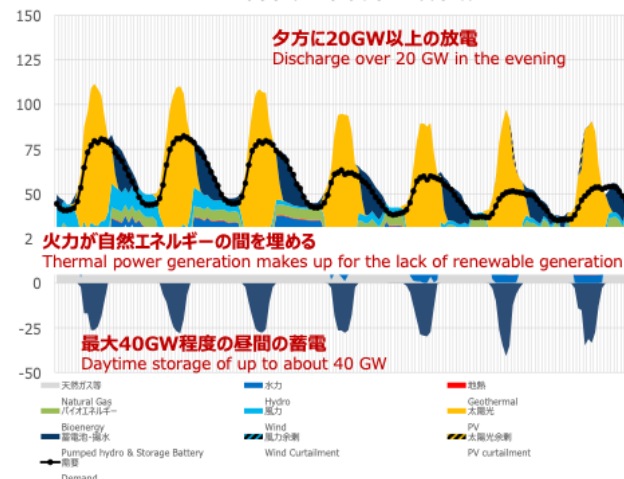 150
夕方に20GW以上の放電
125
Discharge over 20 GW in the evening
100
75
50
2
火力が自然エネルギーの間を埋める
Thermal power generation makes up for the lack of renewable generation
0
-25
最大40GW程度の昼間の蓄電
Daytime storage of up to about 40 GW
-50
天然ガス等 水力 地熱
Natural Gas Hydro Geothermal
バイオエネルギー 風力 太陽光
Bioenergy Wind PV
蓄電池・揚水 風力余剰 太陽光余剰
Pumped hydro & Storage Battery Wind Curtailment PV curtailment
需要
Demand